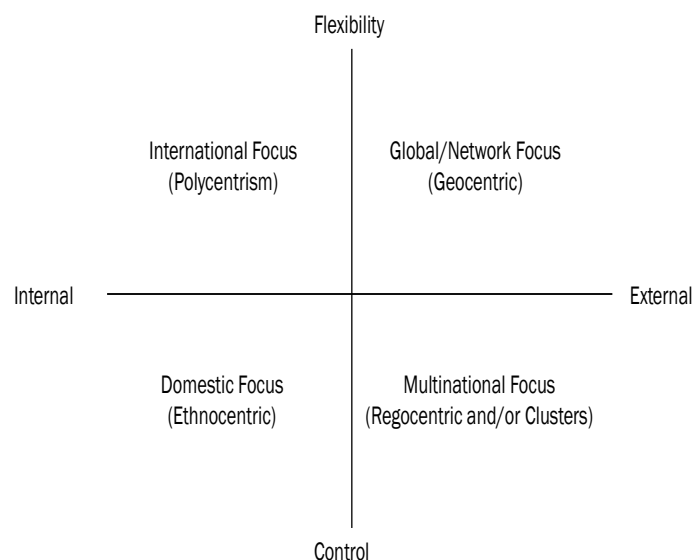 Flexibility
International Focus
(Polycentrism)
Global/Network Focus
(Geocentric)
Internal
External
Domestic Focus
(Ethnocentric)
Multinational Focus
(Regocentric and/or Clusters)
Control